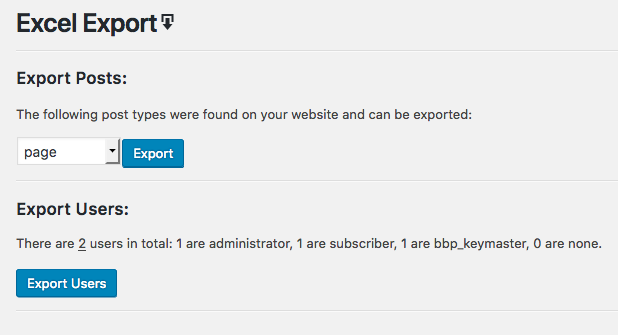 Excel Export
Export Posts:
The following post types were found on your website and can be exported:
page Export
Export Users:
There are 2 users in total: 1 are administrator, 1 are subscriber, 1 are bbp_keymaster, 0 are none.
Export Users